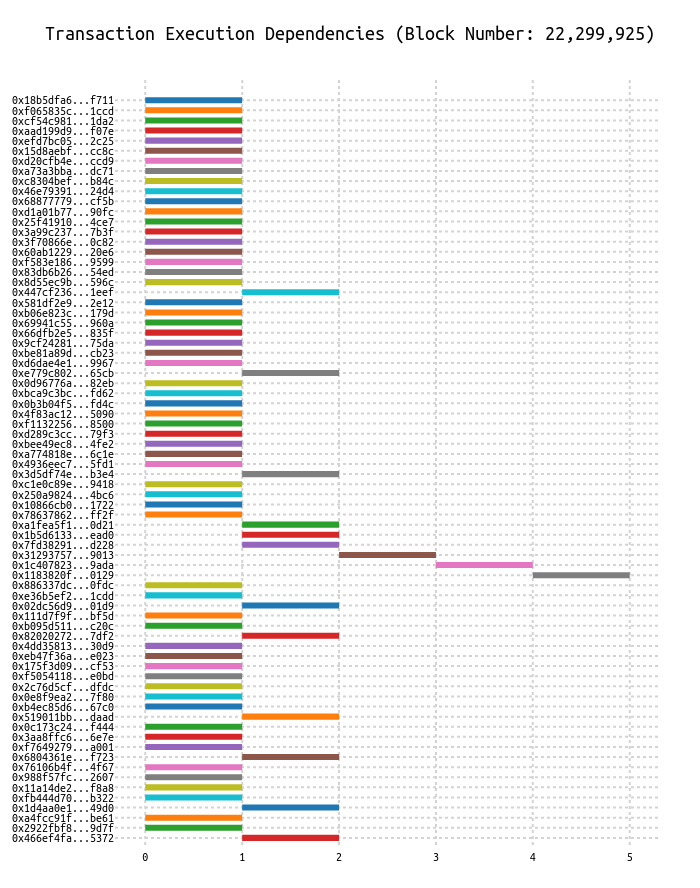 Transaction Execution Dependencies (Block Number: 22,299,925)
0x18b5dfa6...f711
0xf065835c...1ccd
0xcf54c981...1da2
0xaad199d9...f07e
0xefd7bc05...2c25
0x15d8aebf...cc8c
0xd20cfb4e...ccd9
0xa73a3bba...dc71
0xc8304bef...b84c
0x46e79391...24d4
0x68877779...cf5b
0xd1a01b77...90fc
0x25f41910...4ce7
0x3a99c237...7b3f
0x3f70866e...0c82
0x60ab1229...20e6
0xf583e186...9599
0x83db6b26...54ed
0x8d55ec9b...596c
0x447cf236...1eef
0x581df2e9...2e12
0xb06e823c...179d
0x69941c55...960a
0x66dfb2e5...835f
0x9cf24281...75da
0xbe81a89d...cb23
0xd6dae4e1...9967
0xe779c802...65cb
0x0d96776a...82eb
0xbca9c3bc...fd62
0x0b3b04f5...fd4c
0x4f83ac12...5090
0xf1132256...8500
0xd289c3cc...79f3
0xbee49ec8...4fe2
0xa774818e...6c1e
0x4936eec7...5fd1
0x3d5df74e...b3e4
0xc1e0c89e...9418
0x250a9824...4bc6
0x10866cb0...1722
0x78637862...ff2f
0xa1fea5f1...0d21
0x1b5d6133...ead0
0x7fd38291...d228
0x31293757...9013
0x1c407823...9ada
0x1183820f...0129
0x886337dc...0fdc
0xe36b5ef2...1cdd
0x02dc56d9...01d9
0x111d7f9f...bf5d
0xb095d511...c20c
0x82020272...7df2
0x4dd35813...30d9
0xeb47f36a...e023
0x175f3d09...cf53
0xf5054118...e0bd
0x2c76d5cf...dfdc
0x0e8f9ea2...7f80
0xb4ec85d6...67c0
0x519011bb...daad
0x0c173c24...f444
0x3aa8ffc6...6e7e
0xf7649279...a001
0x6804361e...f723
0x76106b4f...4f67
0x988f57fc...2607
0x11a14de2...f8a8
0xfb444d70...b322
0x1d4aa0e1...49d0
0xa4fcc91f...be61
0x2922fbf8...9d7f
0x466ef4fa...5372
0 1 2 3 4 5